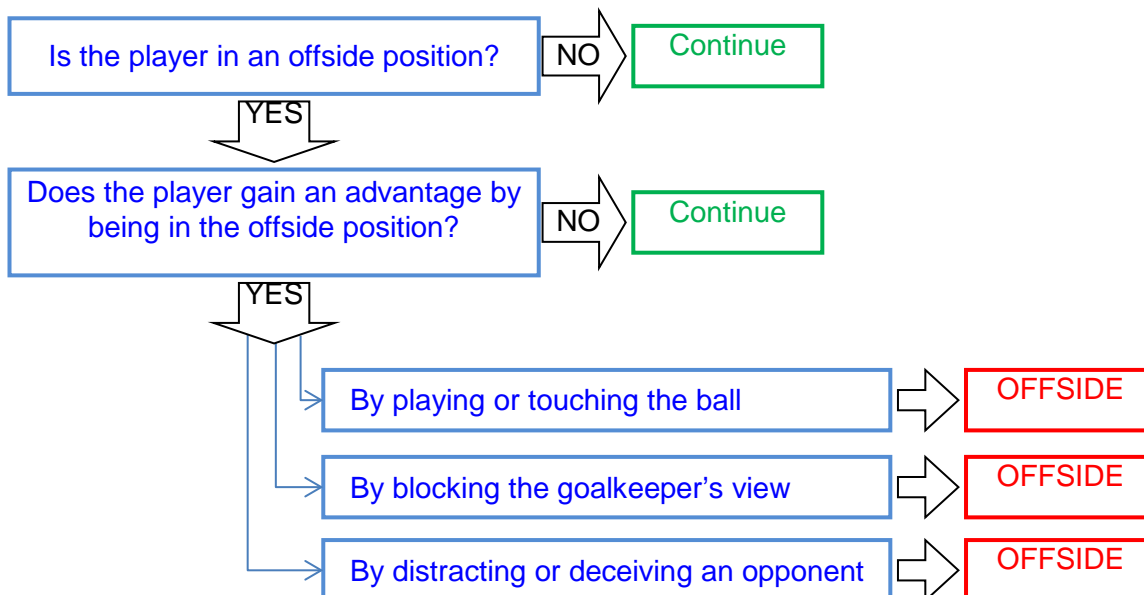 Is the player in an offside position?
NO
Continue
YES
Does the player gain an advantage by
being in the offside position?
NO
Continue
YES
By playing or touching the ball
OFFSIDE
By blocking the goalkeeper’s view
OFFSIDE
By distracting or deceiving an opponent
OFFSIDE